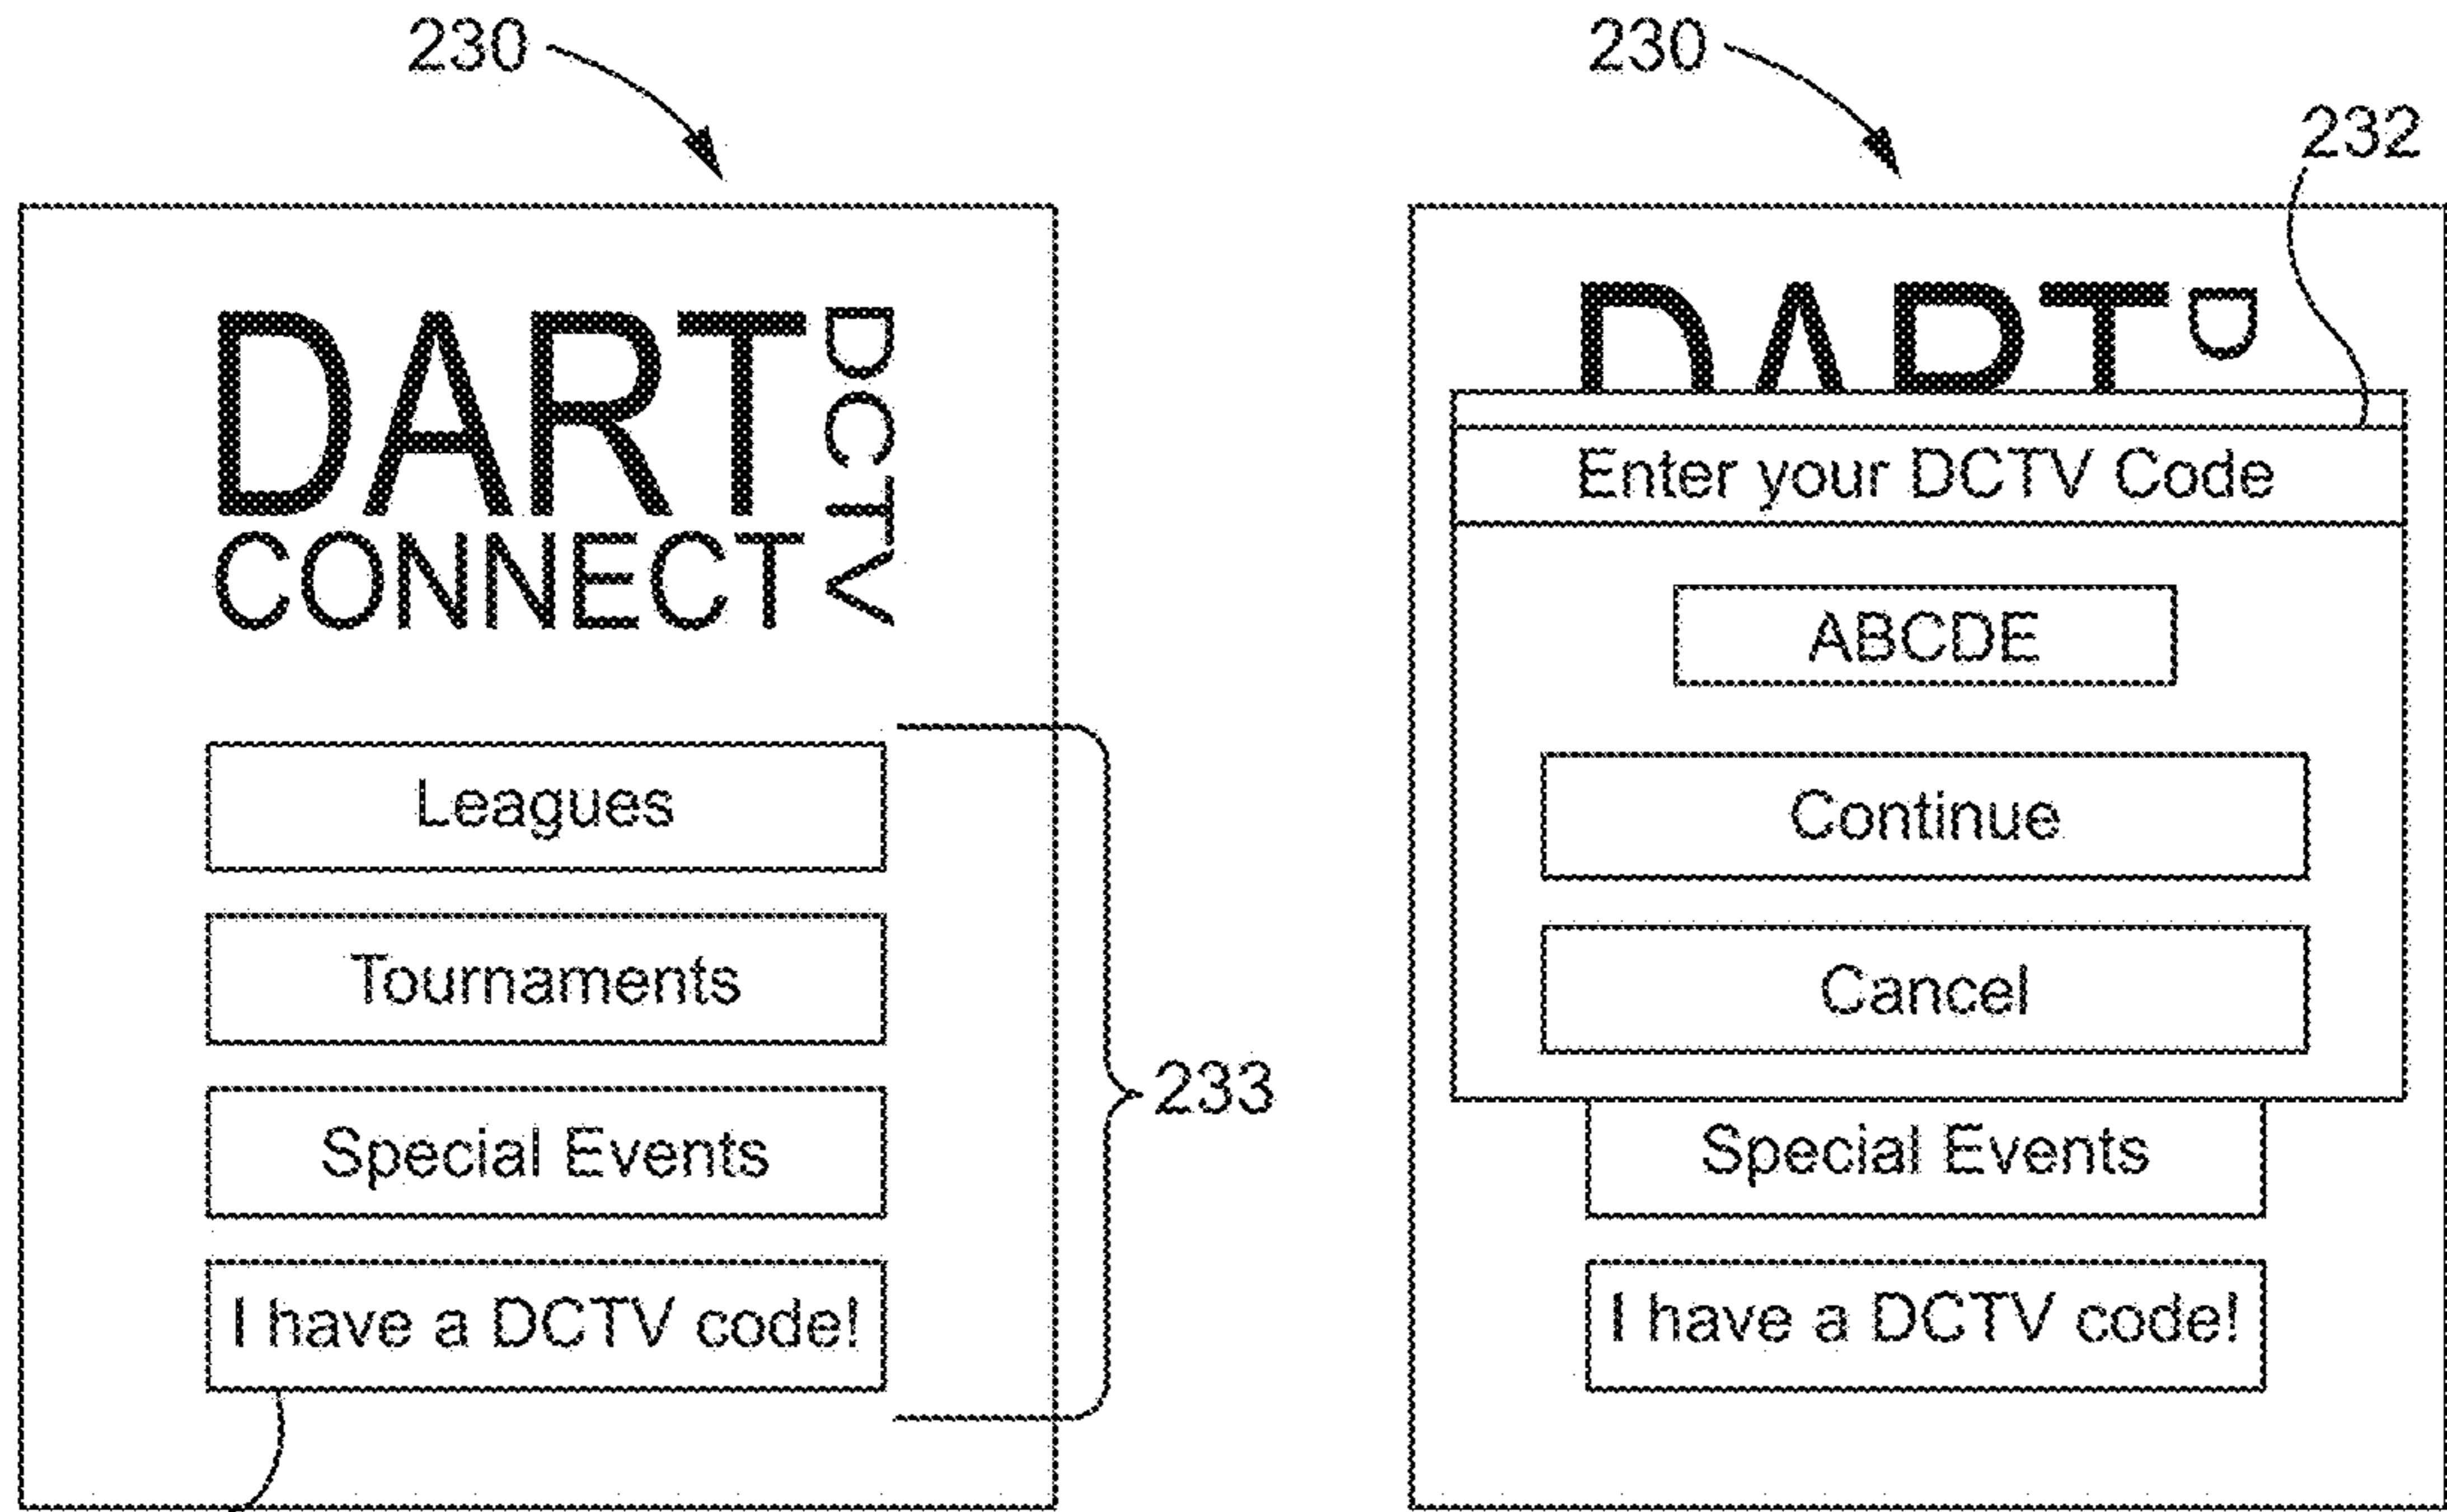 230
DART
CONNECT
DCTV
Leagues
Tournaments
Special Events
I have a DCTV code!
233
230
232
DART
D
Enter your DCTV Code
ABCDE
Continue
Cancel
Special Events
I have a DCTV code!